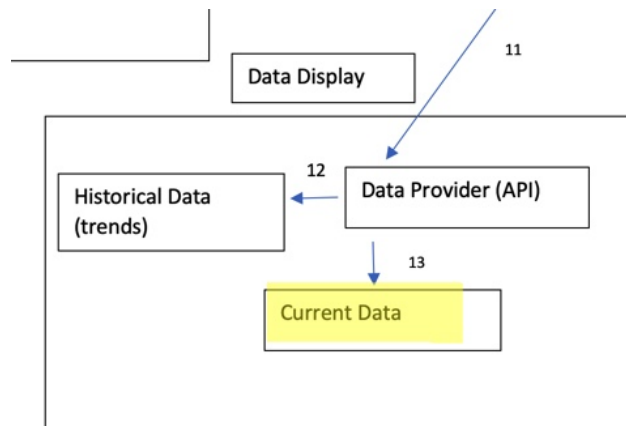 11
Data Display
12
Data Provider (API)
Historical Data
(trends)
13
Current Data